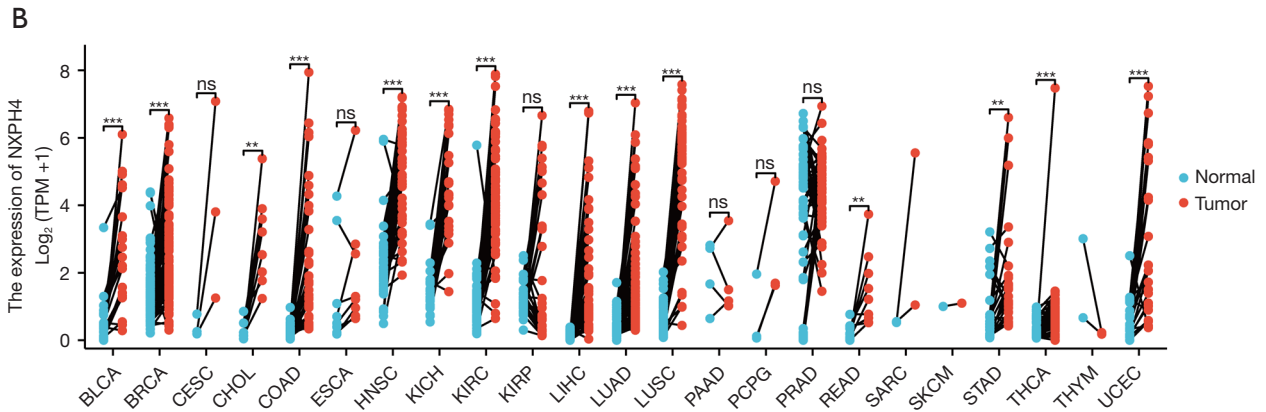 B
The expression of NXPH4
Log₂ (TPM +1)
8
6
4
2
0
***
***
ns
**
***
ns
***
***
***
ns
***
***
***
ns
ns
ns
**
**
***
***
BLCA
BRCA
CESC
CHOL
COAD
ESCA
HNSC
KICH
KIRC
KIRP
LIHC
LUAD
LUSC
PAAD
PCPG
PRAD
READ
SARC
SKCM
STAD
THCA
THYM
UCEC
Normal
Tumor